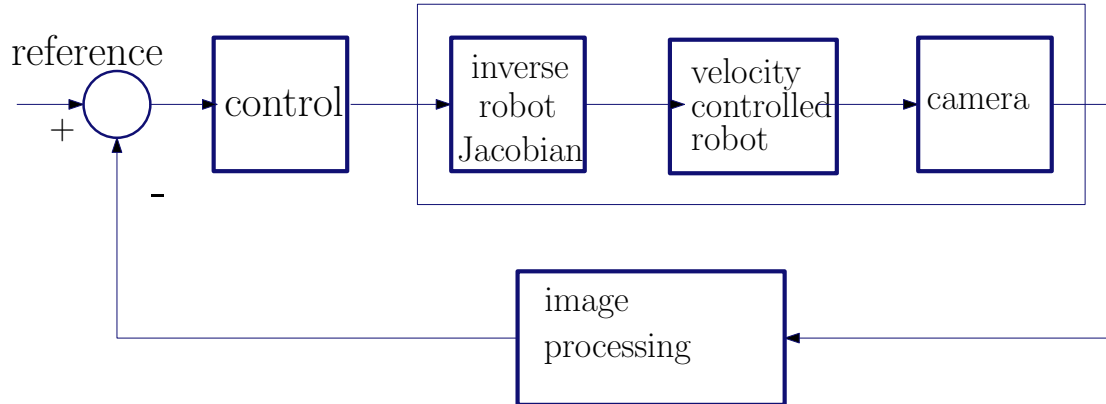 reference
+
-
control
inverse
robot
Jacobian
velocity
controlled
robot
camera
image
processing